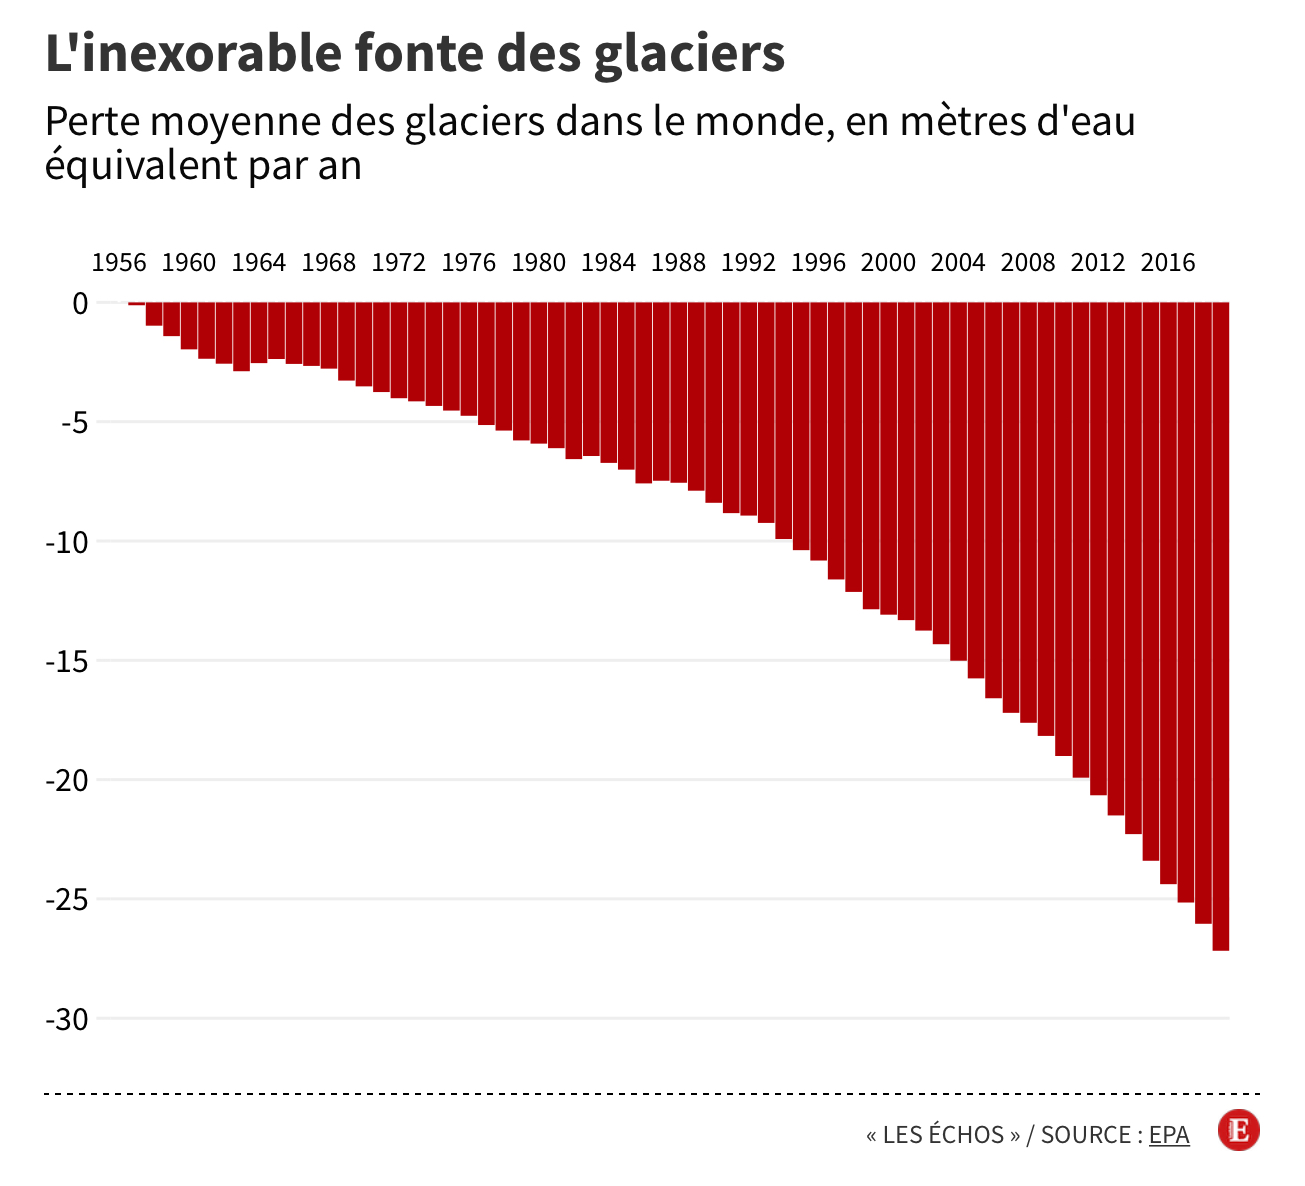 L'inexorable fonte des glaciers
Perte moyenne des glaciers dans le monde, en mètres d'eau
équivalent par an
1956 1960 1964 1968 1972 1976 1980 1984 1988 1992 1996 2000 2004 2008 2012 2016
0
-5
-10
-15
-20
-25
-30
« LES ÉCHOS » / SOURCE : EPA
E